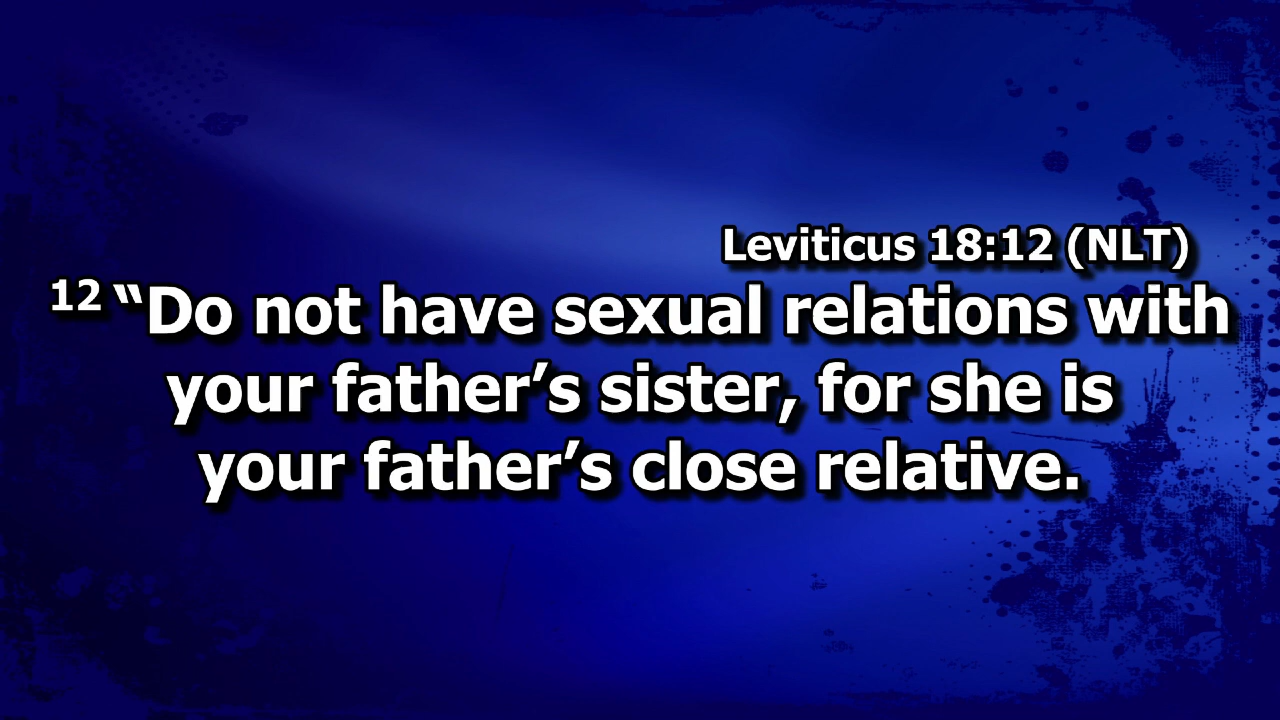 Leviticus 18:12 (NLT)
12 “Do not have sexual relations with
your father’s sister, for she is
your father’s close relative.